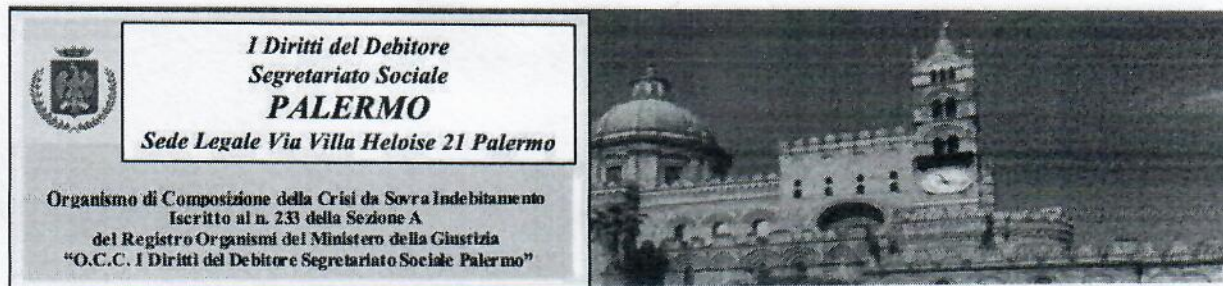 I Diritti del Debitore
Segretariato Sociale
PALERMO
Sede Legale Via Villa Heloise 21 Palermo
Organismo di Composizione della Crisi da Sovra Indebitamento
Iscritto al n. 233 della Sezione A
del Registro Organismi del Ministero della Giustizia
“O.C.C. I Diritti del Debitore Segretariato Sociale Palermo”